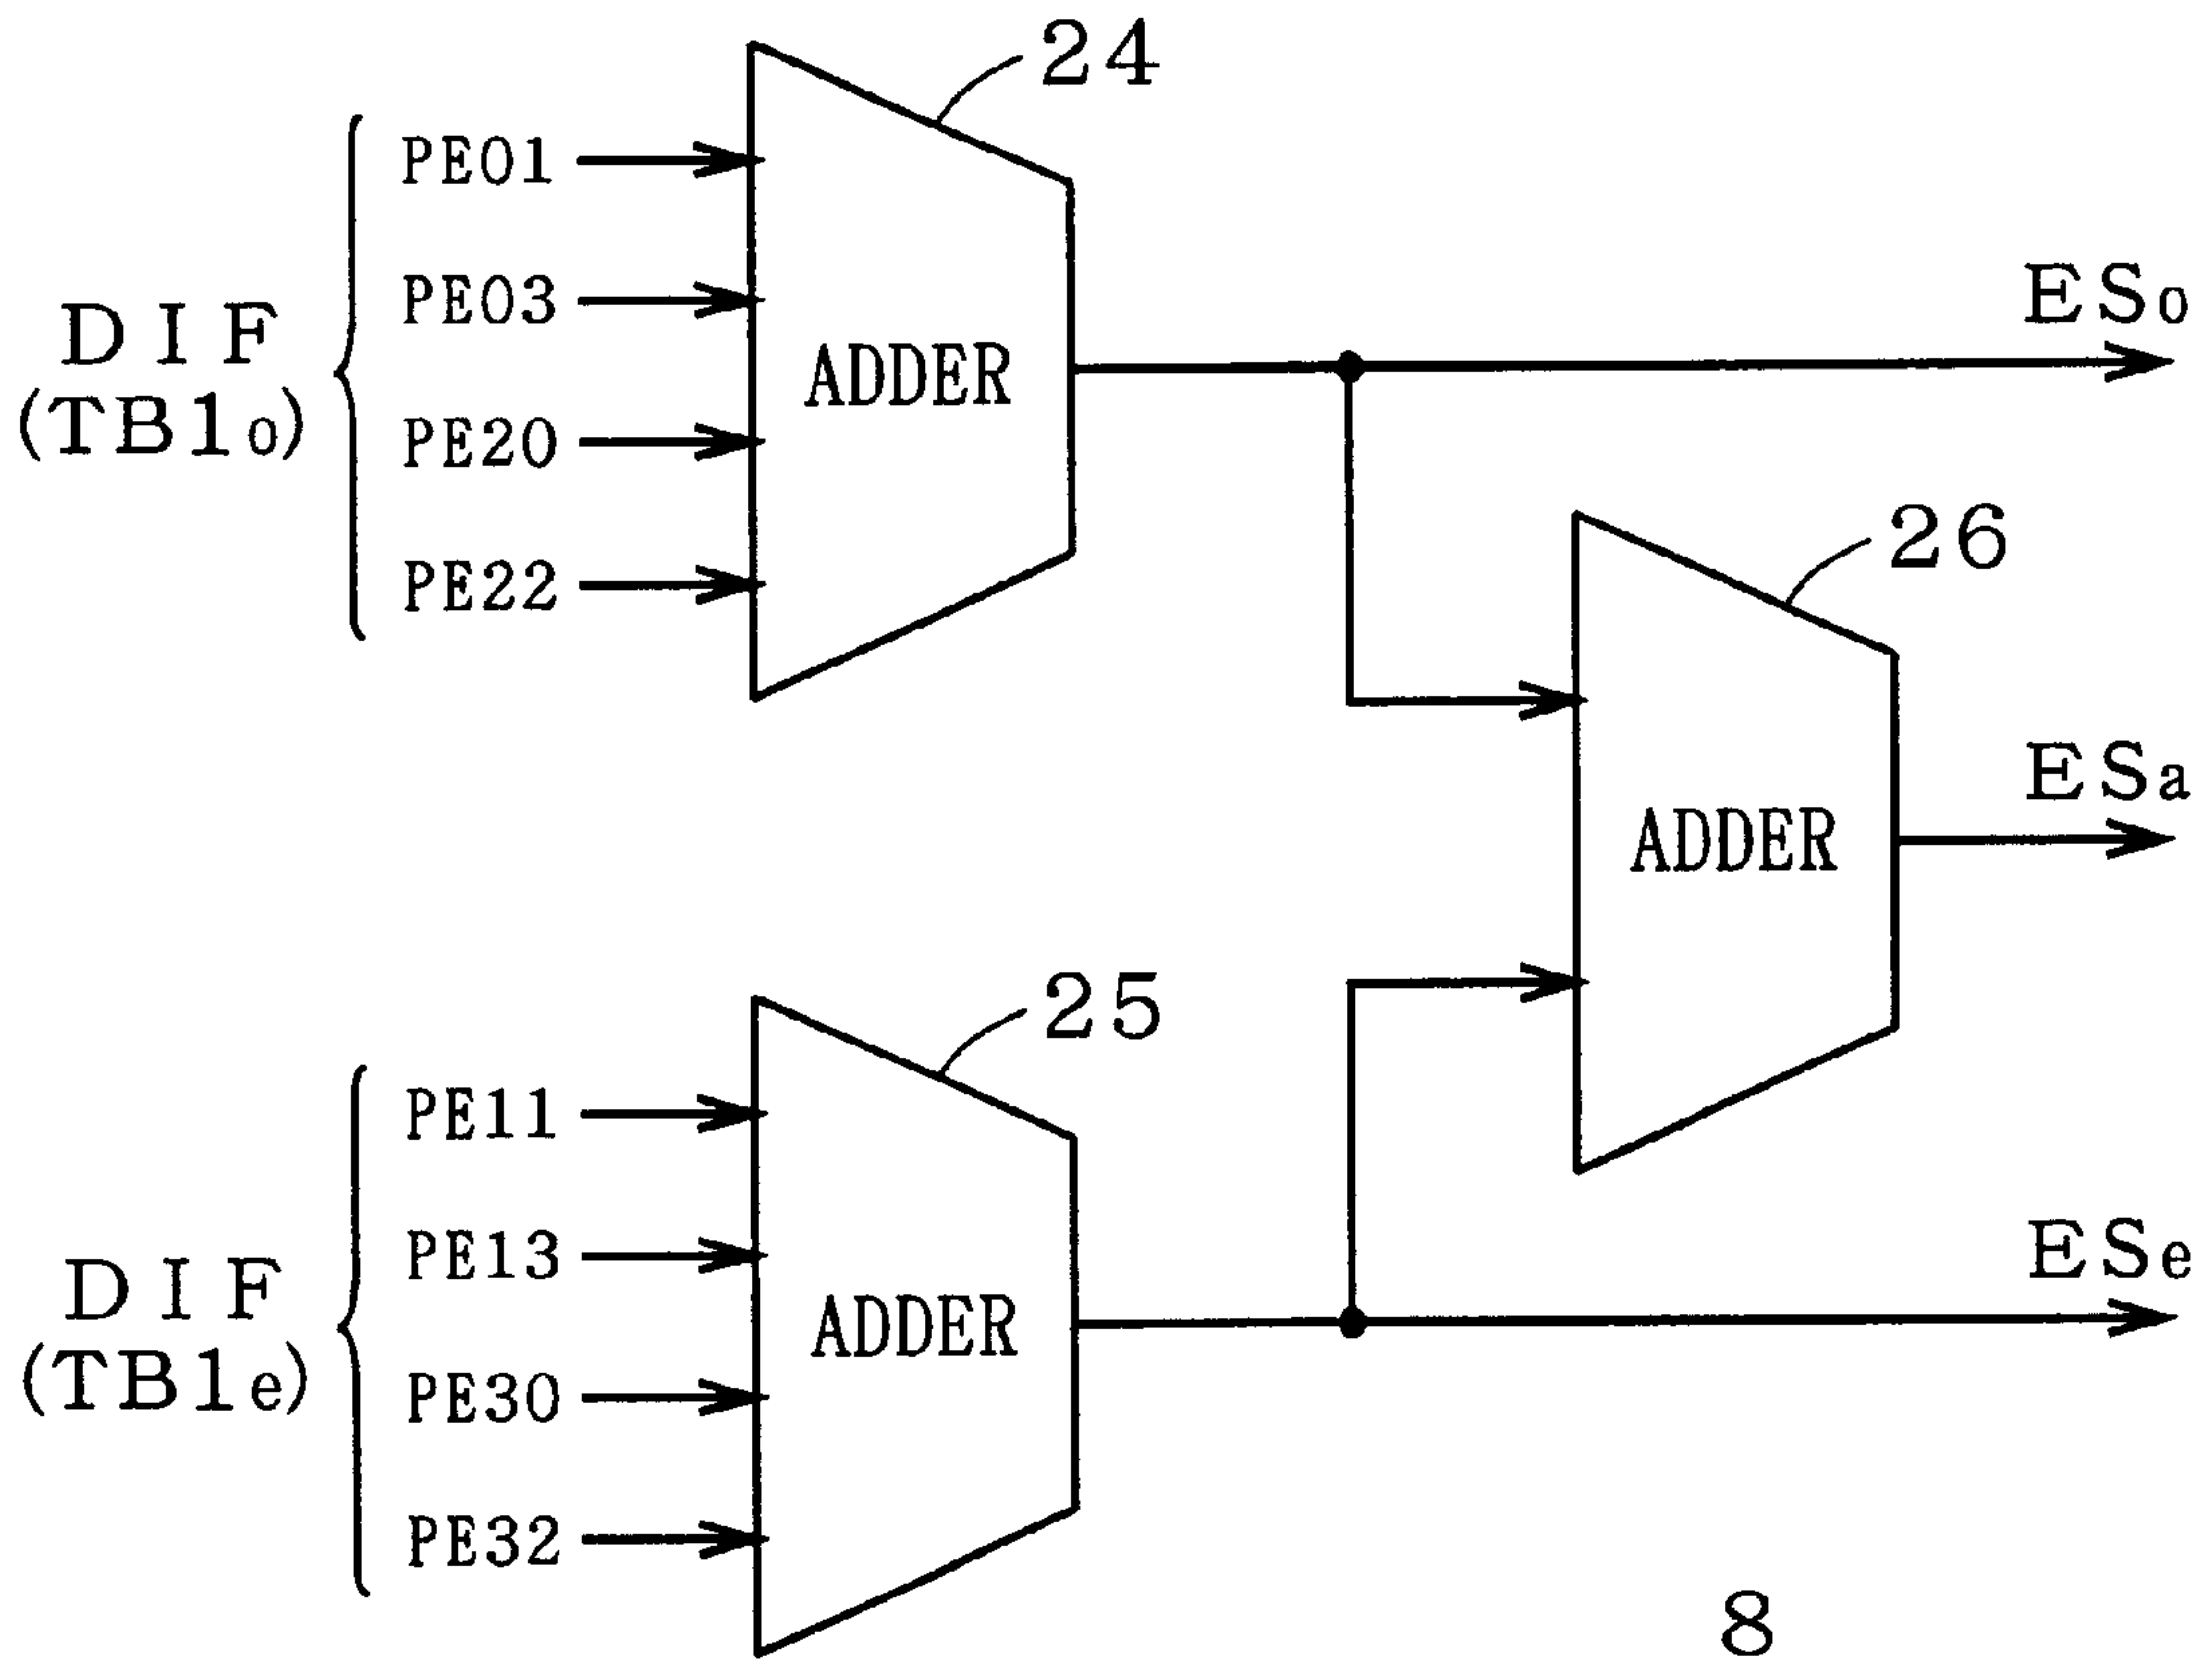 24
PE01
PE03
DIF
(TB1o)
PE20
PE22
ADDER
ESo
26
ESa
ADDER
25
PE11
PE13
DIF
(TB1e)
PE30
PE32
ADDER
ESe
8